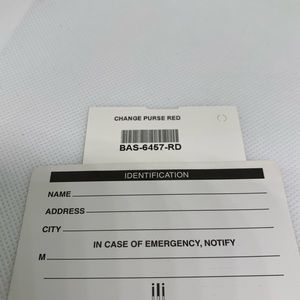 CHANGE PURSE RED
BAS-6457-RD
IDENTIFICATION
NAME
ADDRESS
CITY
IN CASE OF EMERGENCY, NOTIFY
M
ili